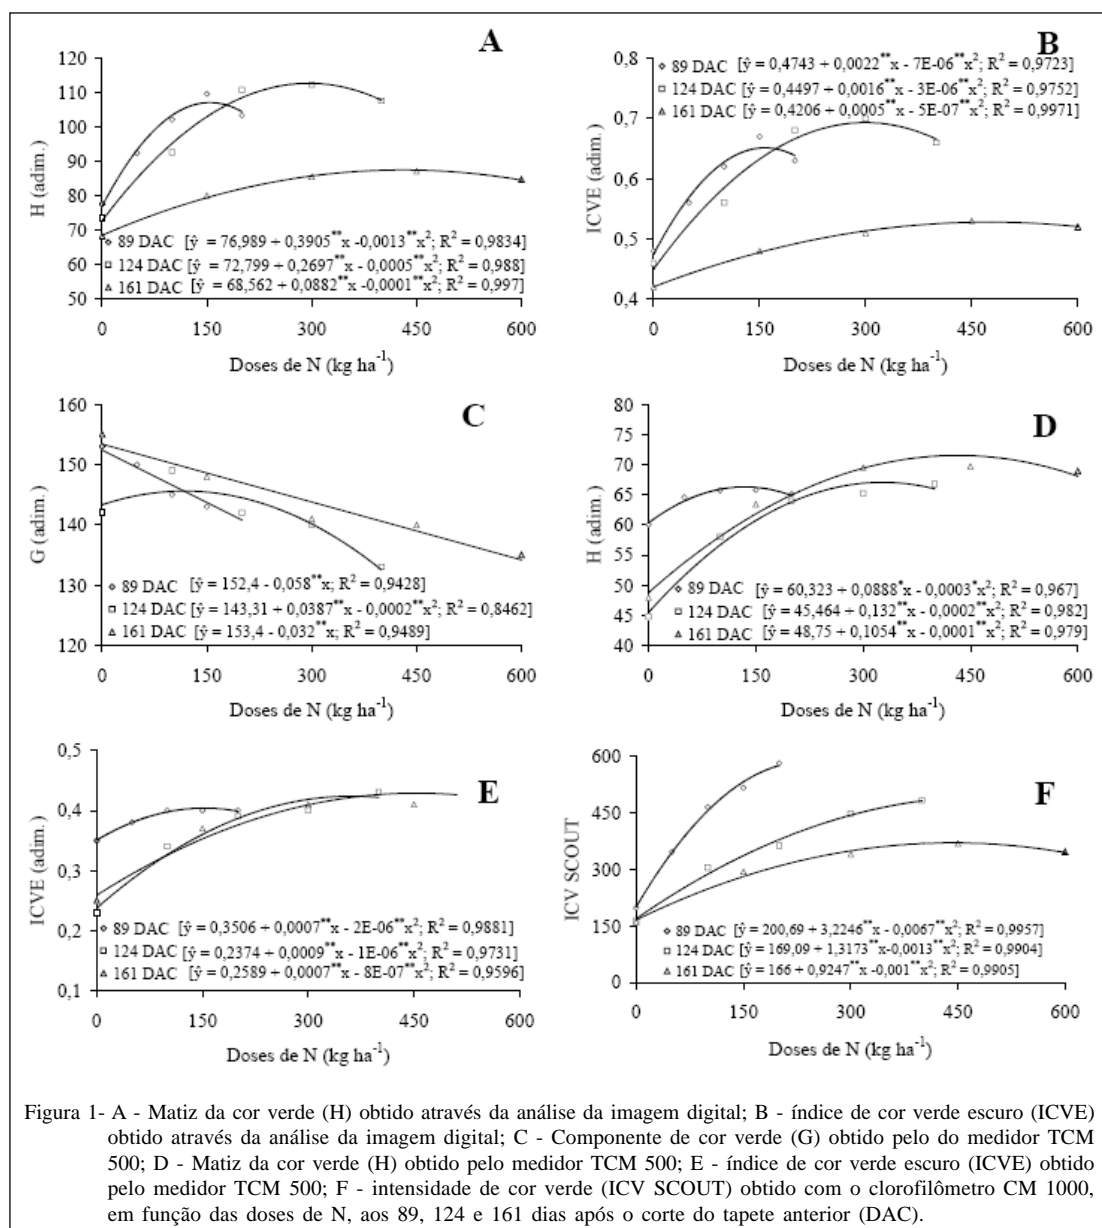 A
120
110
100
90
80
70
60
50
H (adim.)
◇ 89 DAC [ŷ = 76,989 + 0,3905**x -0,0013**x²; R² = 0,9834]
□ 124 DAC [ŷ = 72,799 + 0,2697**x - 0,0005**x²; R² = 0,988]
△ 161 DAC [ŷ = 68,562 + 0,0882**x -0,0001**x²; R² = 0,997]
0 150 300 450 600
Doses de N (kg ha⁻¹)
B
0,8
0,7
0,6
0,5
0,4
ICVE (adim.)
◇ 89 DAC [ŷ = 0,4743 + 0,0022**x - 7E-06**x²; R² = 0,9723]
□ 124 DAC [ŷ = 0,4497 + 0,0016**x - 3E-06**x²; R² = 0,9752]
△ 161 DAC [ŷ = 0,4206 + 0,0005**x - 5E-07**x²; R² = 0,9971]
0 150 300 450 600
Doses de N (kg ha⁻¹)
C
160
150
140
130
120
G (adim.)
◇ 89 DAC [ŷ = 152,4 - 0,058**x; R² = 0,9428]
□ 124 DAC [ŷ = 143,31 + 0,0387**x - 0,0002**x²; R² = 0,8462]
△ 161 DAC [ŷ = 153,4 - 0,032**x; R² = 0,9489]
0 150 300 450 600
Doses de N (kg ha⁻¹)
D
80
75
70
65
60
55
50
45
40
H (adim.)
◇ 89 DAC [ŷ = 60,323 + 0,0888*x - 0,0003*x²; R² = 0,967]
□ 124 DAC [ŷ = 45,464 + 0,132**x - 0,0002**x²; R² = 0,982]
△ 161 DAC [ŷ = 48,75 + 0,1054**x - 0,0001**x²; R² = 0,979]
0 150 300 450 600
Doses de N (kg ha⁻¹)
E
0,5
0,4
0,3
0,2
0,1
ICVE (adim.)
◇ 89 DAC [ŷ = 0,3506 + 0,0007**x - 2E-06**x²; R² = 0,9881]
□ 124 DAC [ŷ = 0,2374 + 0,0009**x - 1E-06**x²; R² = 0,9731]
△ 161 DAC [ŷ = 0,2589 + 0,0007**x - 8E-07**x²; R² = 0,9596]
0 150 300 450 600
Doses de N (kg ha⁻¹)
F
600
450
300
150
0
ICV SCOUT
◇ 89 DAC [ŷ = 200,69 + 3,2246**x - 0,0067**x²; R² = 0,9957]
□ 124 DAC [ŷ = 169,09 + 1,3173**x-0,0013**x²; R² = 0,9904]
△ 161 DAC [ŷ = 166 + 0,9247**x -0,001**x²; R² = 0,9905]
0 150 300 450 600
Doses de N (kg ha⁻¹)
Figura 1- A - Matiz da cor verde (H) obtido através da análise da imagem digital; B - índice de cor verde escuro (ICVE)
obtido através da análise da imagem digital; C - Componente de cor verde (G) obtido pelo do medidor TCM
500; D - Matiz da cor verde (H) obtido pelo medidor TCM 500; E - índice de cor verde escuro (ICVE) obtido
pelo medidor TCM 500; F - intensidade de cor verde (ICV SCOUT) obtido com o clorofilômetro CM 1000,
em função das doses de N, aos 89, 124 e 161 dias após o corte do tapete anterior (DAC).